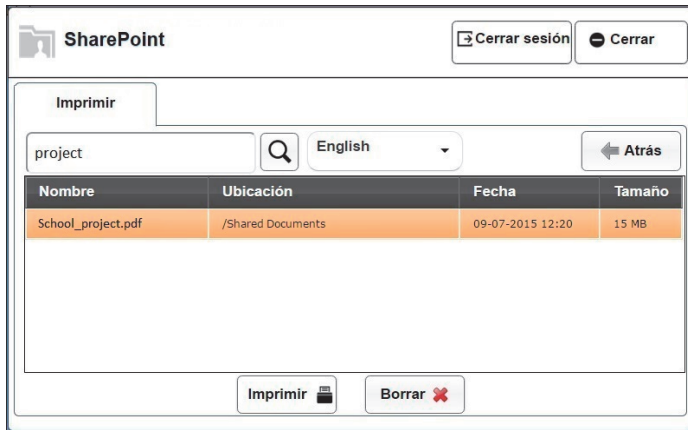 SharePoint
Cerrar sesión
Cerrar
Imprimir
project
English
Atrás
Nombre Ubicación Fecha Tamaño
School_project.pdf /Shared Documents 09-07-2015 12:20 15 MB
Imprimir
Borrar